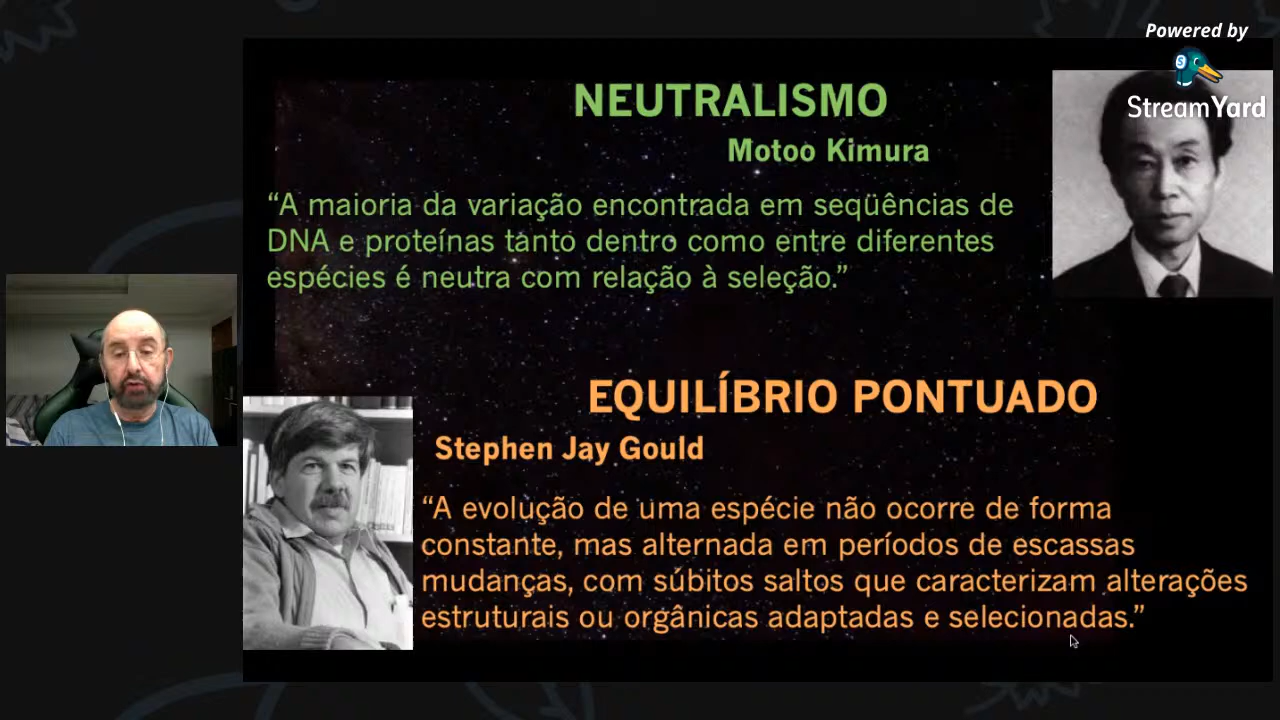 Powered by
StreamYard
NEUTRALISMO
Motoo Kimura
“A maioria da variação encontrada em seqüências de
DNA e proteínas tanto dentro como entre diferentes
espécies é neutra com relação à seleção.”
EQUILÍBRIO PONTUADO
Stephen Jay Gould
“A evolução de uma espécie não ocorre de forma
constante, mas alternada em períodos de escassas
mudanças, com súbitos saltos que caracterizam alterações
estruturais ou orgânicas adaptadas e selecionadas.”